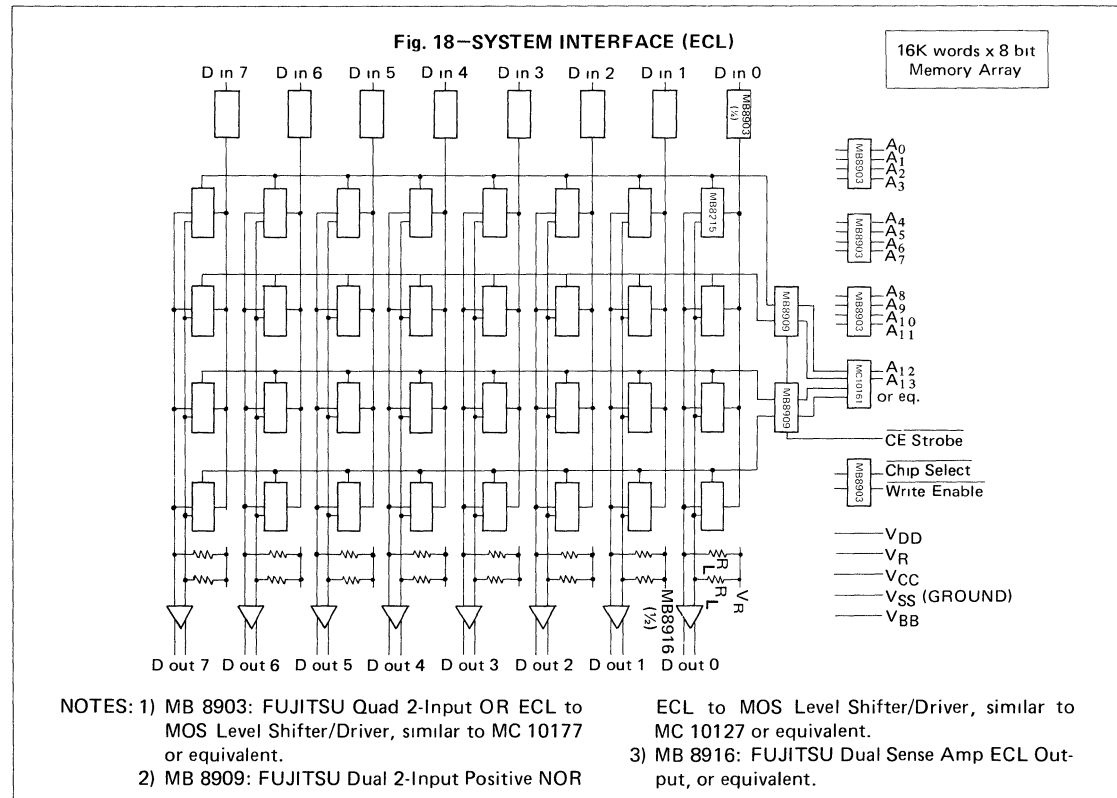 Fig. 18—SYSTEM INTERFACE (ECL)
16K words x 8 bit
Memory Array
D in 7 D in 6 D in 5 D in 4 D in 3 D in 2 D in 1 D in 0
MB8903
(¼)
MB8215
MB8903
A0
A1
A2
A3
MB8903
A4
A5
A6
A7
MB8903
A8
A9
A10
A11
MB8909
MB8909
MC10161
A12
A13
or eq.
CE Strobe
MB8903
Chip Select
Write Enable
VDD
VR
VCC
VSS (GROUND)
VBB
RL
RL
VR
MB8916
(½)
D out 7 D out 6 D out 5 D out 4 D out 3 D out 2 D out 1 D out 0
NOTES: 1) MB 8903: FUJITSU Quad 2-Input OR ECL to
MOS Level Shifter/Driver, similar to MC 10177
or equivalent.
2) MB 8909: FUJITSU Dual 2-Input Positive NOR
ECL to MOS Level Shifter/Driver, similar to
MC 10127 or equivalent.
3) MB 8916: FUJITSU Dual Sense Amp ECL Out-
put, or equivalent.